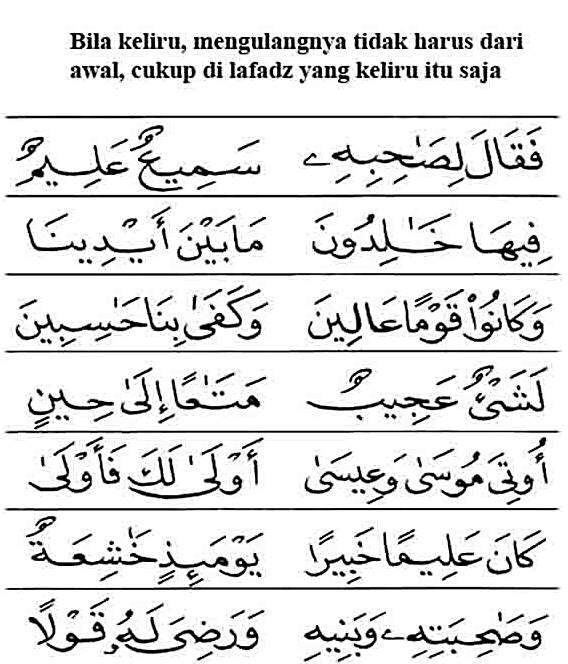 Bila keliru, mengulangnya tidak harus dari
awal, cukup di lafadz yang keliru itu saja
فَقَالَ لِصَٰحِبِهِۦ سَمِيعٌ عَلِيمٌ
فِيهَا خَٰلِدُونَ مَا بَيْنَ أَيْدِينَا
وَكَانُوا۟ قَوْمًا عَالِينَ وَكَفَىٰ بِنَا حَٰسِبِينَ
لَشَىْءٌ عَجِيبٌ مَتَٰعًا إِلَىٰ حِينٍ
أُوتِىَ مُوسَىٰ وَعِيسَىٰ أَوْلَىٰ لَكَ فَأَوْلَىٰ
كَانَ عَلِيمًا خَبِيرًا يَوْمَئِذٍ خَٰشِعَةٌ
وَصَٰحِبَتِهِۦ وَبَنِيهِ وَرَضِىَ لَهُۥ قَوْلًا